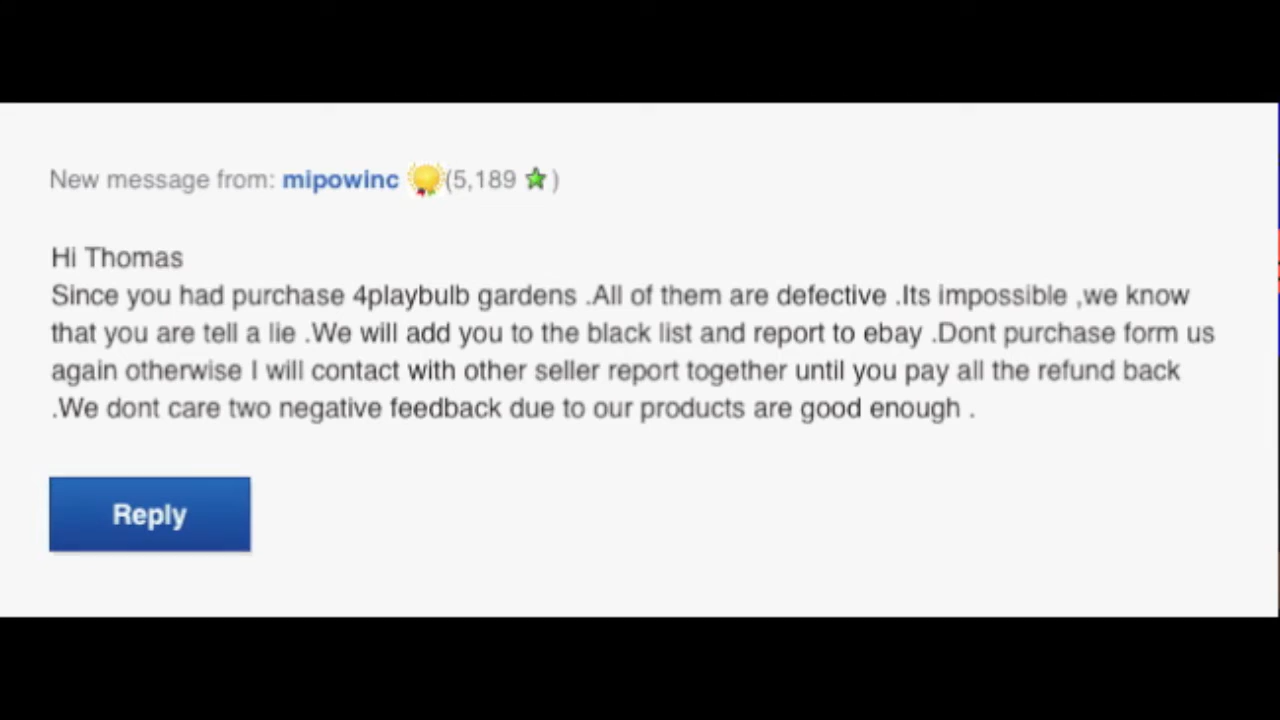 New message from: mipowinc (5,189 )
Hi Thomas
Since you had purchase 4playbulb gardens .All of them are defective .Its impossible ,we know
that you are tell a lie .We will add you to the black list and report to ebay .Dont purchase form us
again otherwise I will contact with other seller report together until you pay all the refund back
.We dont care two negative feedback due to our products are good enough .
Reply